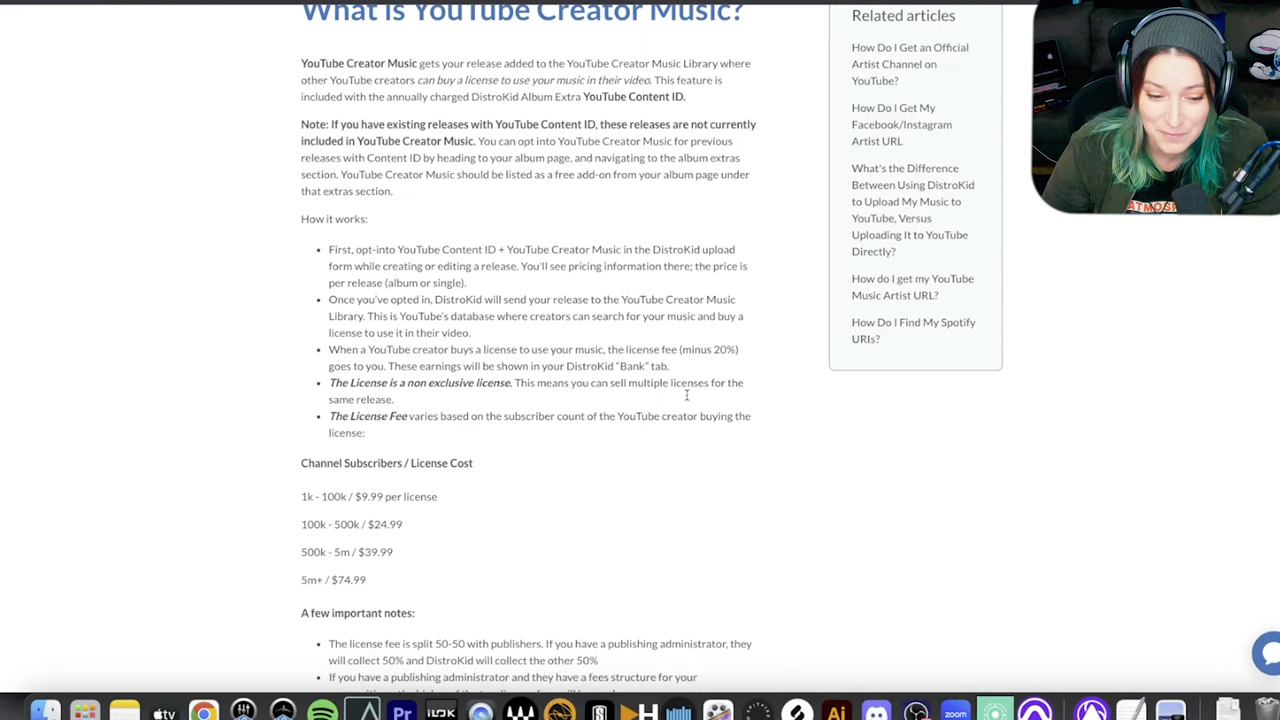 What is YouTube Creator Music?
YouTube Creator Music gets your release added to the YouTube Creator Music Library where
other YouTube creators can buy a license to use your music in their video. This feature is
included with the annually charged DistroKid Album Extra YouTube Content ID.
Note: If you have existing releases with YouTube Content ID, these releases are not currently
included in YouTube Creator Music. You can opt into YouTube Creator Music for previous
releases with Content ID by heading to your album page, and navigating to the album extras
section. YouTube Creator Music should be listed as a free add-on from your album page under
that extras section.
How it works:
First, opt-into YouTube Content ID + YouTube Creator Music in the DistroKid upload
form while creating or editing a release. You'll see pricing information there; the price is
per release (album or single).
Once you've opted in, DistroKid will send your release to the YouTube Creator Music
Library. This is YouTube's database where creators can search for your music and buy a
license to use it in their video.
When a YouTube creator buys a license to use your music, the license fee (minus 20%)
goes to you. These earnings will be shown in your DistroKid "Bank" tab.
The License is a non exclusive license. This means you can sell multiple licenses for the
same release.
The License Fee varies based on the subscriber count of the YouTube creator buying the
license:
Channel Subscribers / License Cost
1k - 100k / $9.99 per license
100k - 500k / $24.99
500k - 5m / $39.99
5m+ / $74.99
A few important notes:
The license fee is split 50-50 with publishers. If you have a publishing administrator, they
will collect 50% and DistroKid will collect the other 50%
If you have a publishing administrator and they have a fees structure for your
Related articles
How Do I Get an Official
Artist Channel on
YouTube?
How Do I Get My
Facebook/Instagram
Artist URL
What's the Difference
Between Using DistroKid
to Upload My Music to
YouTube, Versus
Uploading It to YouTube
Directly?
How do I get my YouTube
Music Artist URL?
How Do I Find My Spotify
URIs?
ATMOS
tv
Pr
iLOK
H
Ai
zoom